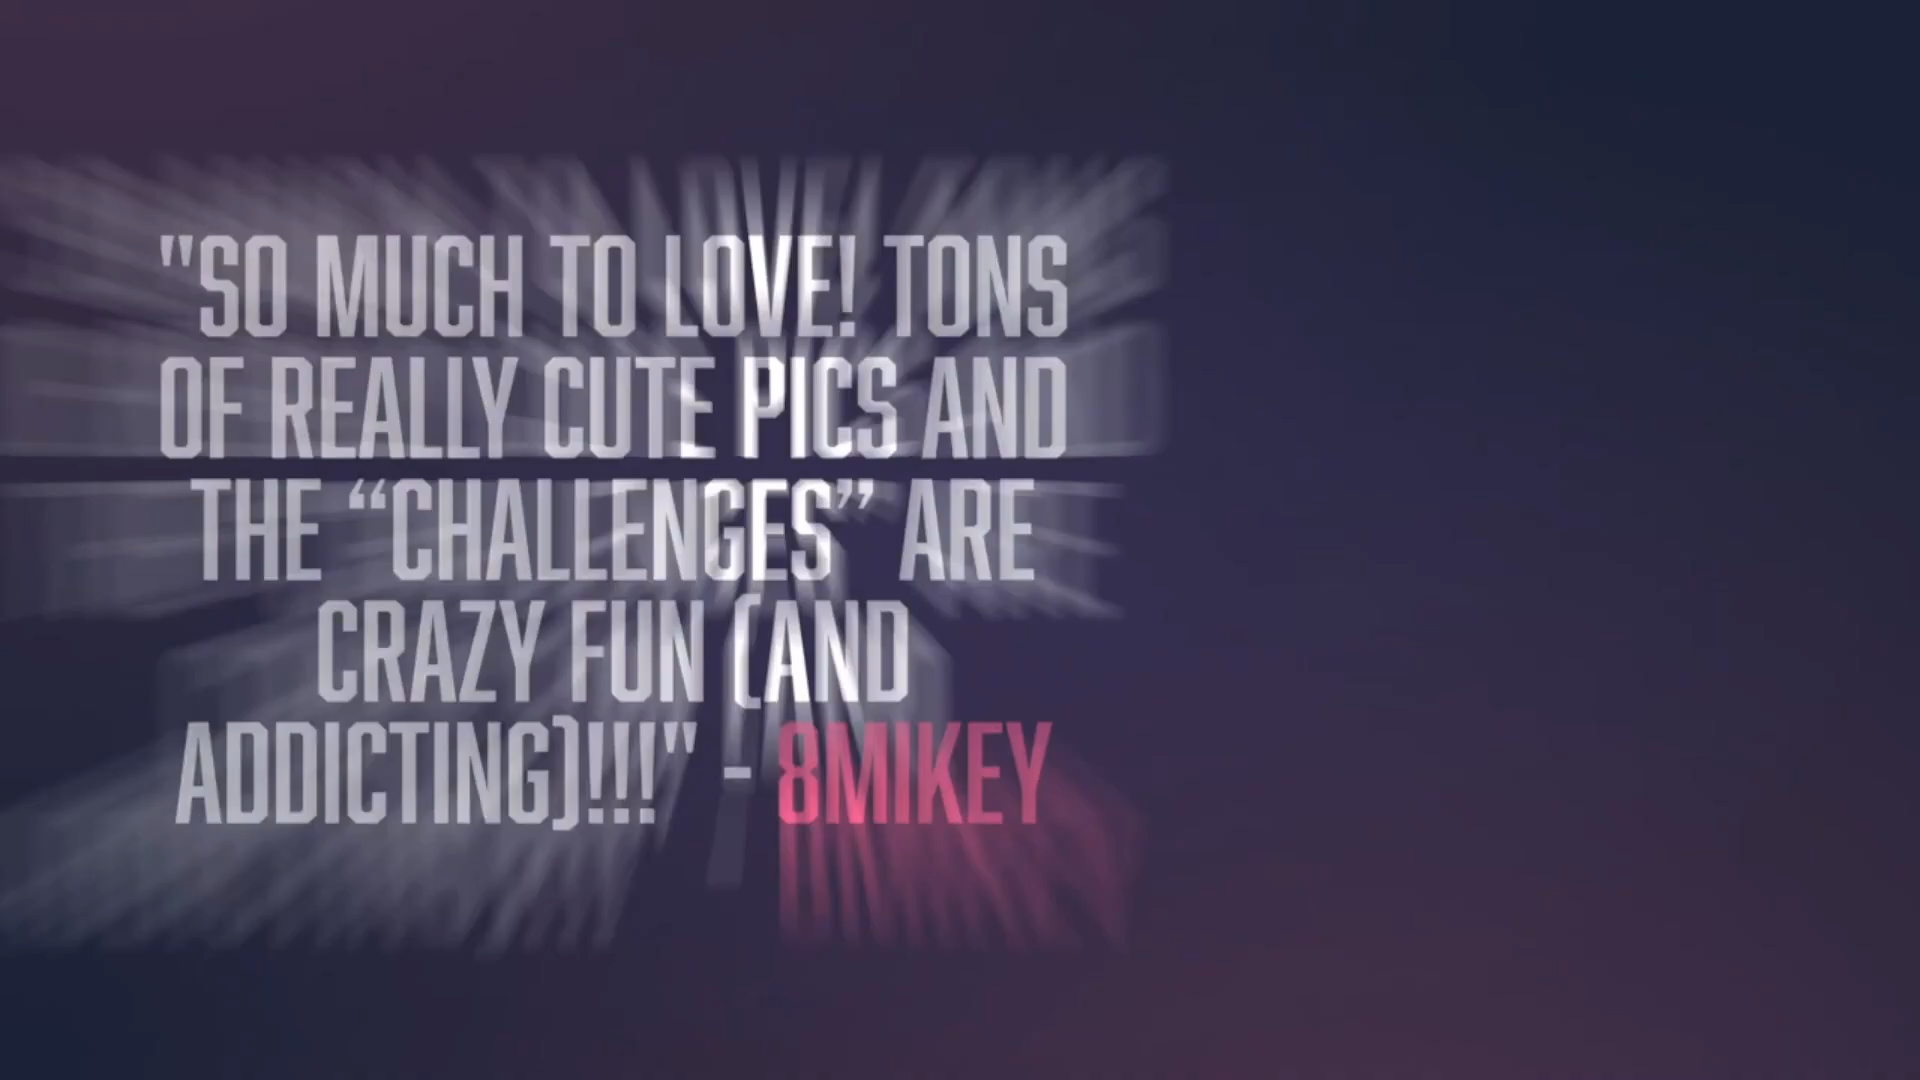 "SO MUCH TO LOVE! TONS
OF REALLY CUTE PICS AND
THE “CHALLENGES” ARE
CRAZY FUN (AND
ADDICTING)!!!" - 8MIKEY